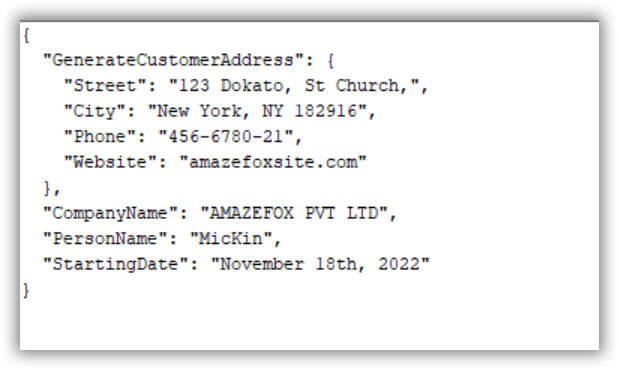 {
  "GenerateCustomerAddress": {
    "Street": "123 Dokato, St Church,",
    "City": "New York, NY 182916",
    "Phone": "456-6780-21",
    "Website": "amazefoxsite.com"
  },
  "CompanyName": "AMAZEFOX PVT LTD",
  "PersonName": "MicKin",
  "StartingDate": "November 18th, 2022"
}